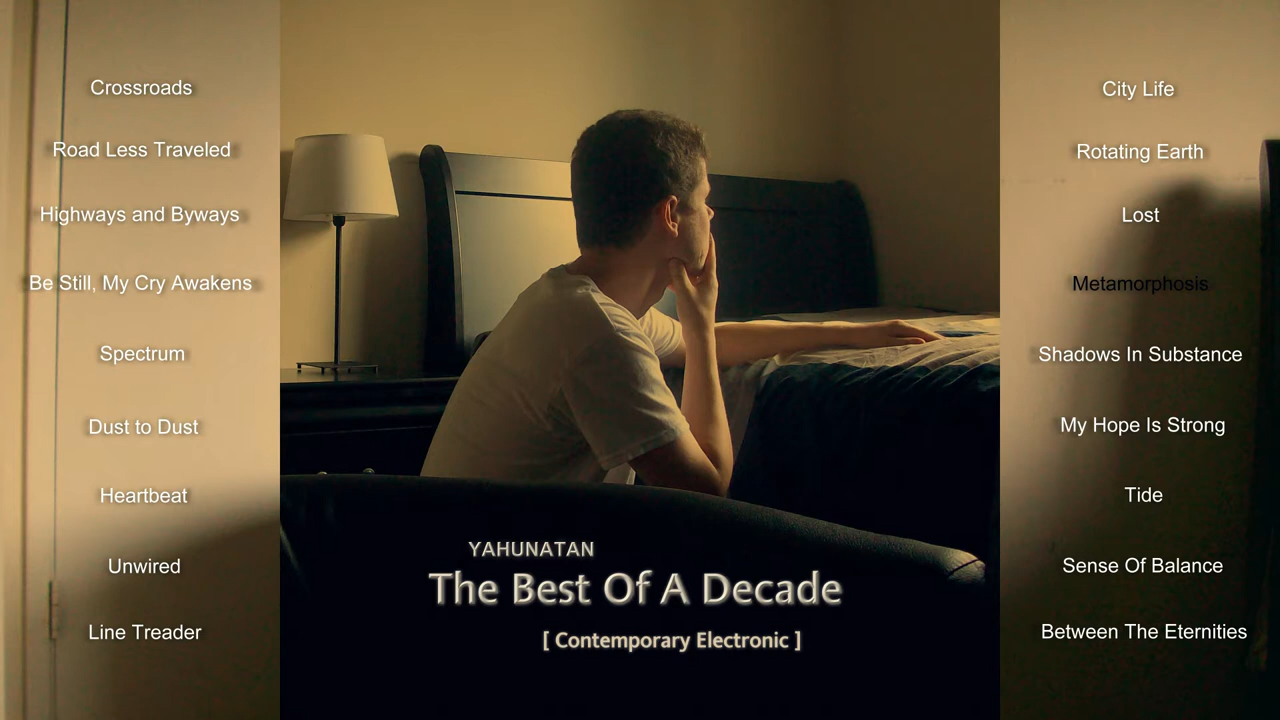 Crossroads
Road Less Traveled
Highways and Byways
Be Still, My Cry Awakens
Spectrum
Dust to Dust
Heartbeat
Unwired
Line Treader
YAHUNATAN
The Best Of A Decade
[ Contemporary Electronic ]
City Life
Rotating Earth
Lost
Metamorphosis
Shadows In Substance
My Hope Is Strong
Tide
Sense Of Balance
Between The Eternities